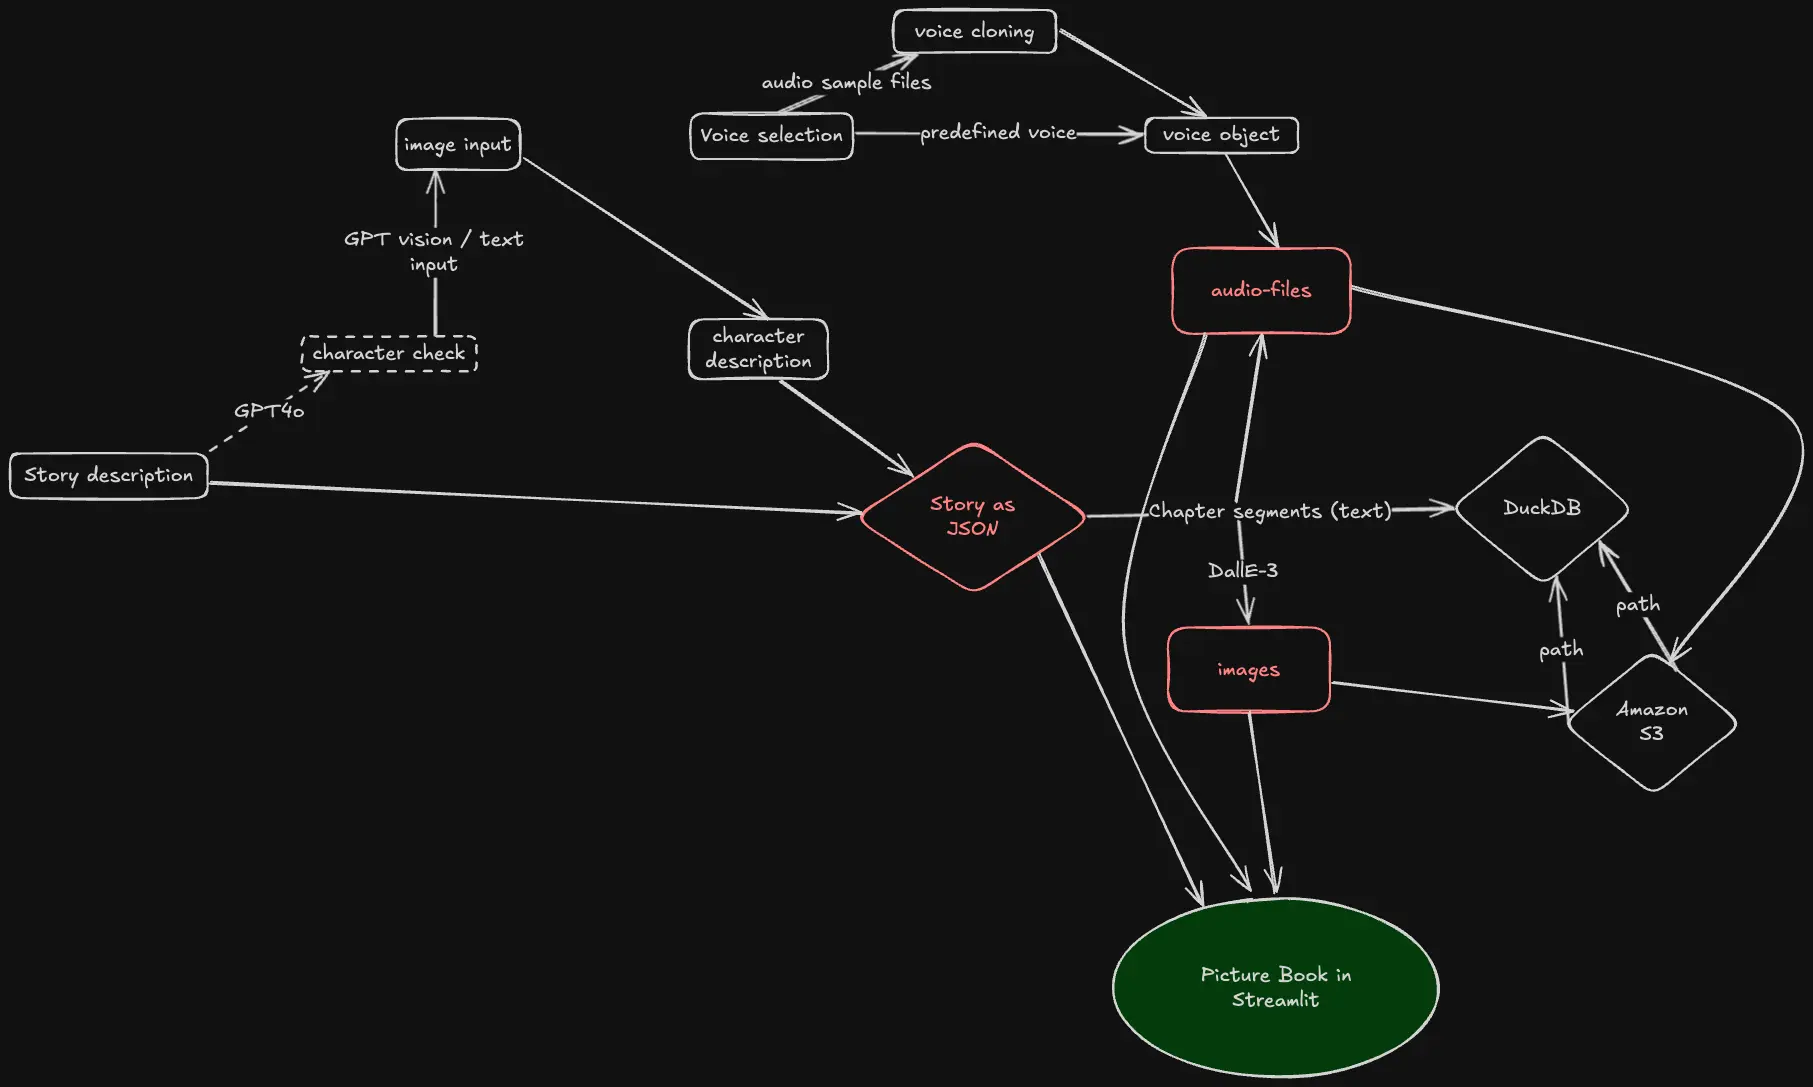 voice cloning
audio sample files
Voice selection
predefined voice
voice object
image input
GPT vision / text
input
audio-files
character
description
character check
GPT4o
Story description
Story as
JSON
Chapter segments (text)
DuckDB
DallE-3
path
path
images
Amazon
S3
Picture Book in
Streamlit